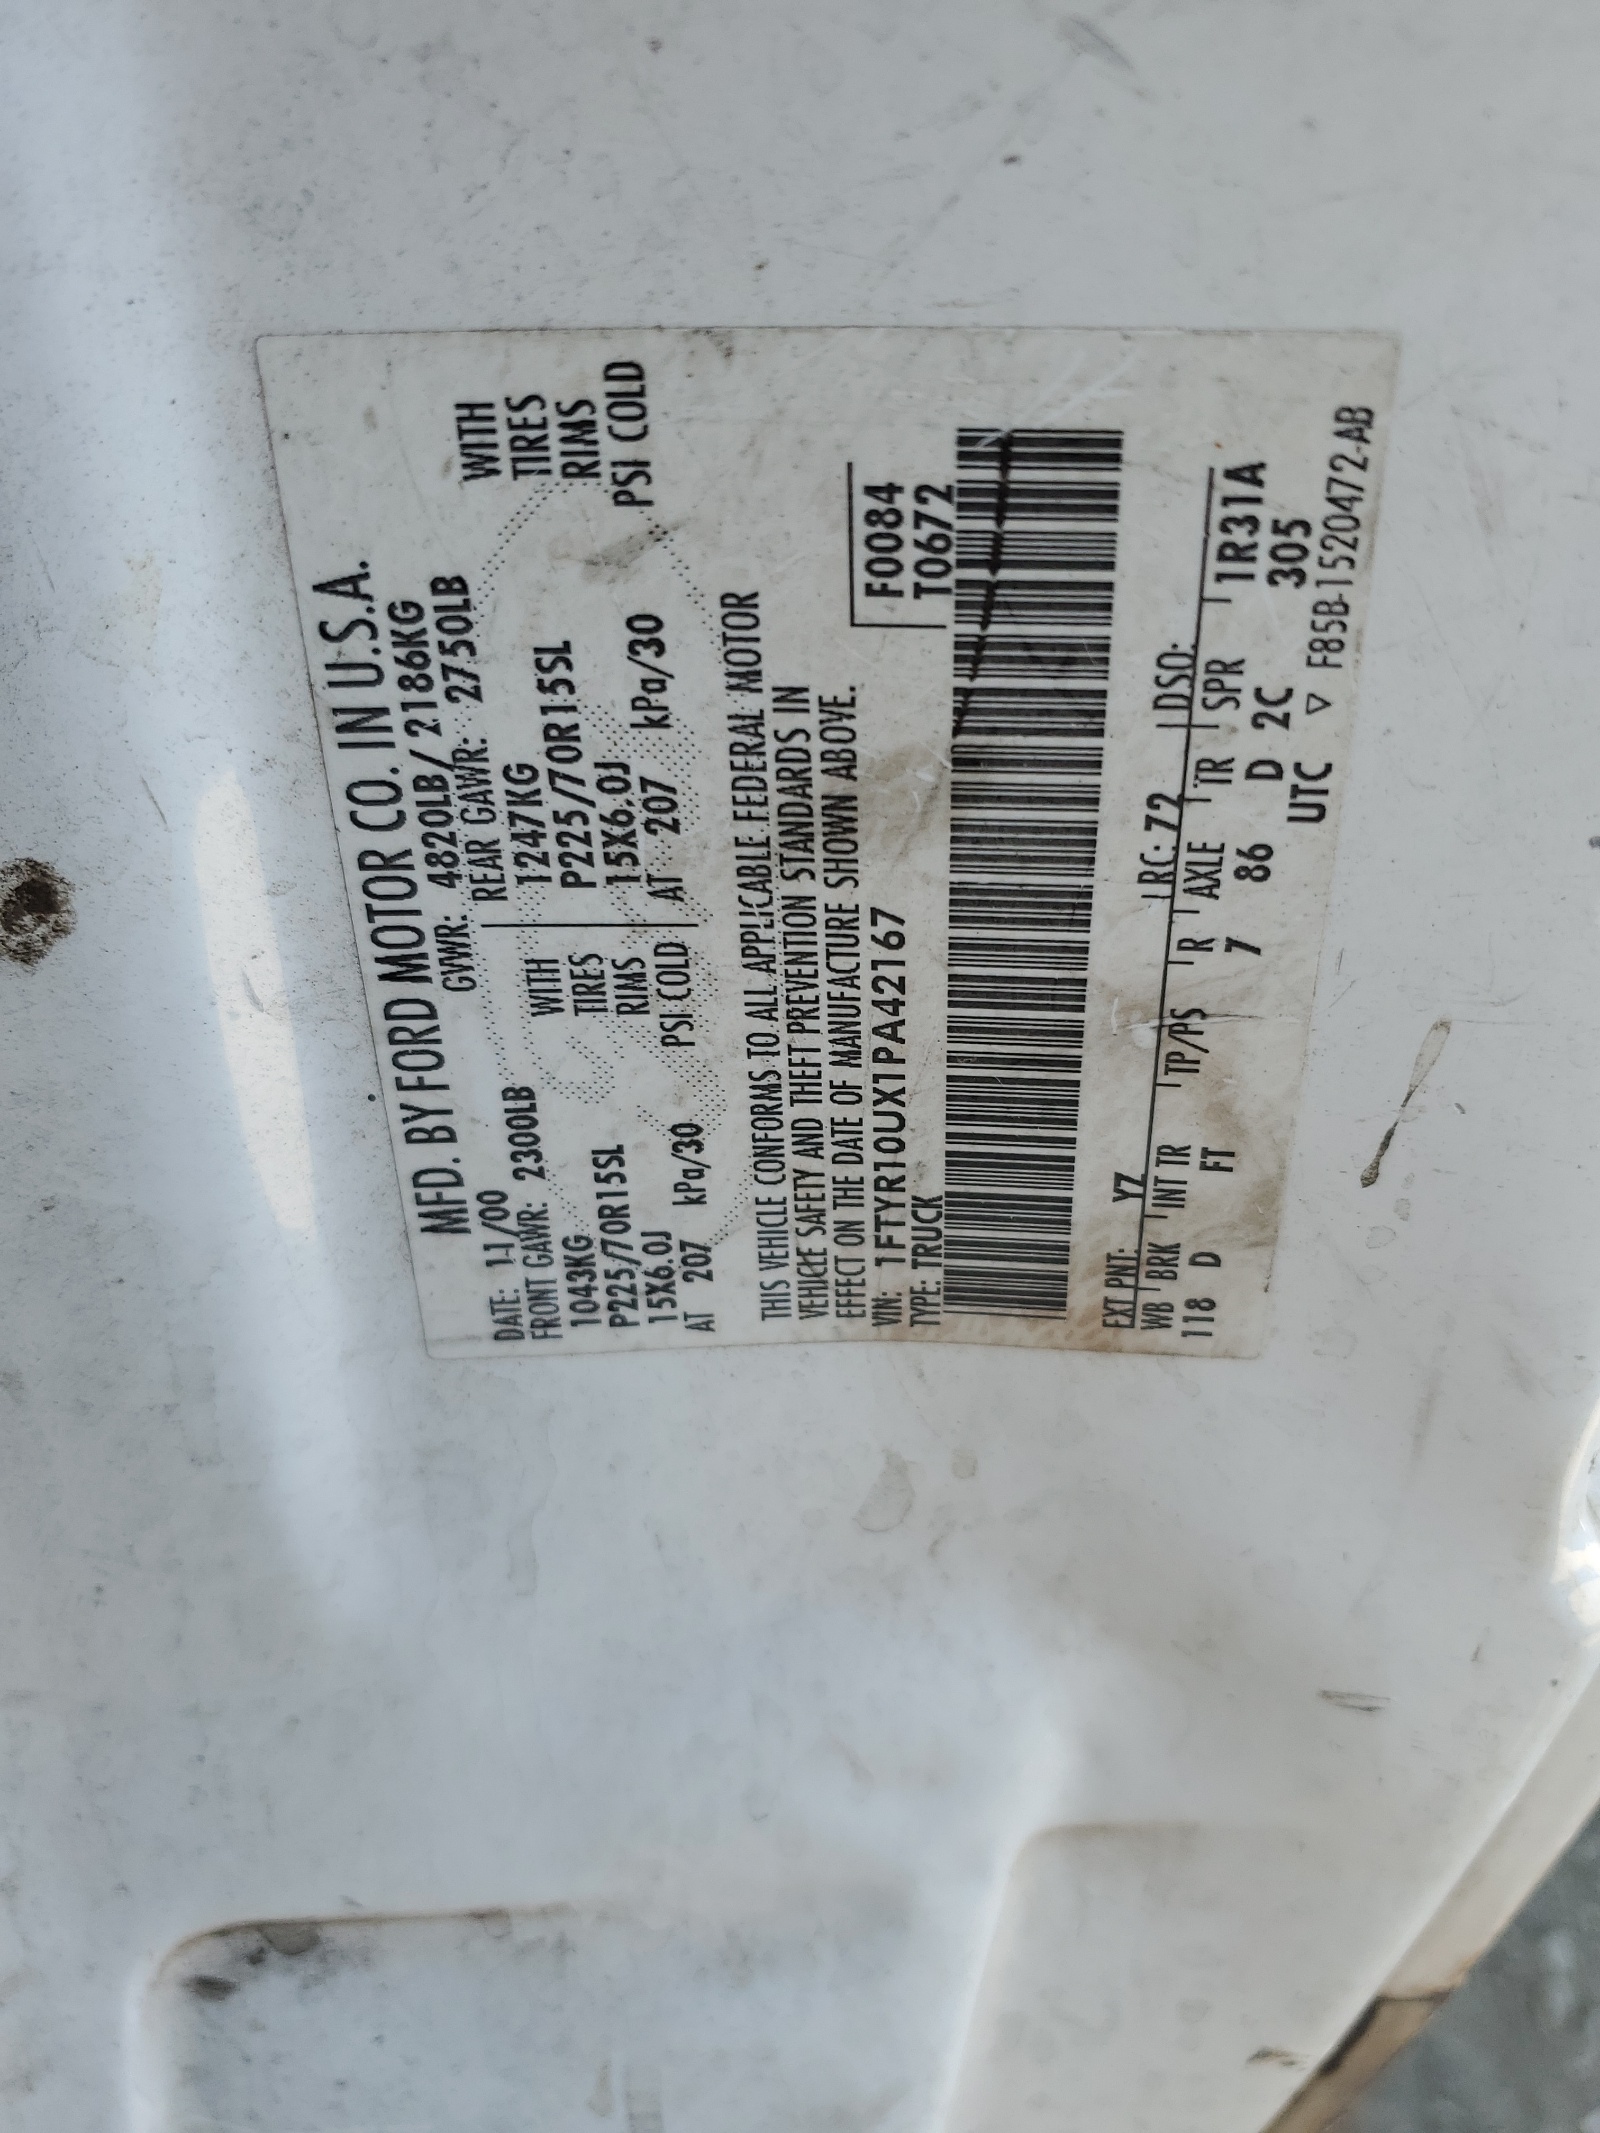 MFD. BY FORD MOTOR CO. IN U.S.A.
DATE: 11/00 GVWR: 4820LB/ 2186KG
FRONT GAWR: 2300LB REAR GAWR: 2750LB
1043KG WITH 1247KG WITH
P225/70R15SL TIRES P225/70R15SL TIRES
15X6.0J RIMS 15X6.0J RIMS
AT 207 kPa/30 PSI COLD AT 207 kPa/30 PSI COLD
THIS VEHICLE CONFORMS TO ALL APPLICABLE FEDERAL MOTOR
VEHICLE SAFETY AND THEFT PREVENTION STANDARDS IN
EFFECT ON THE DATE OF MANUFACTURE SHOWN ABOVE.
VIN: 1FTYR10UX1PA42167 F0084
TYPE: TRUCK T0672
EXT PNT: YZ RC: 72 DSO:
WB BRK INT TR TP/PS R AXLE TR SPR 1R31A
118 D FT 7 86 D 2C 305
UTC ▽ F85B-1520472-AB